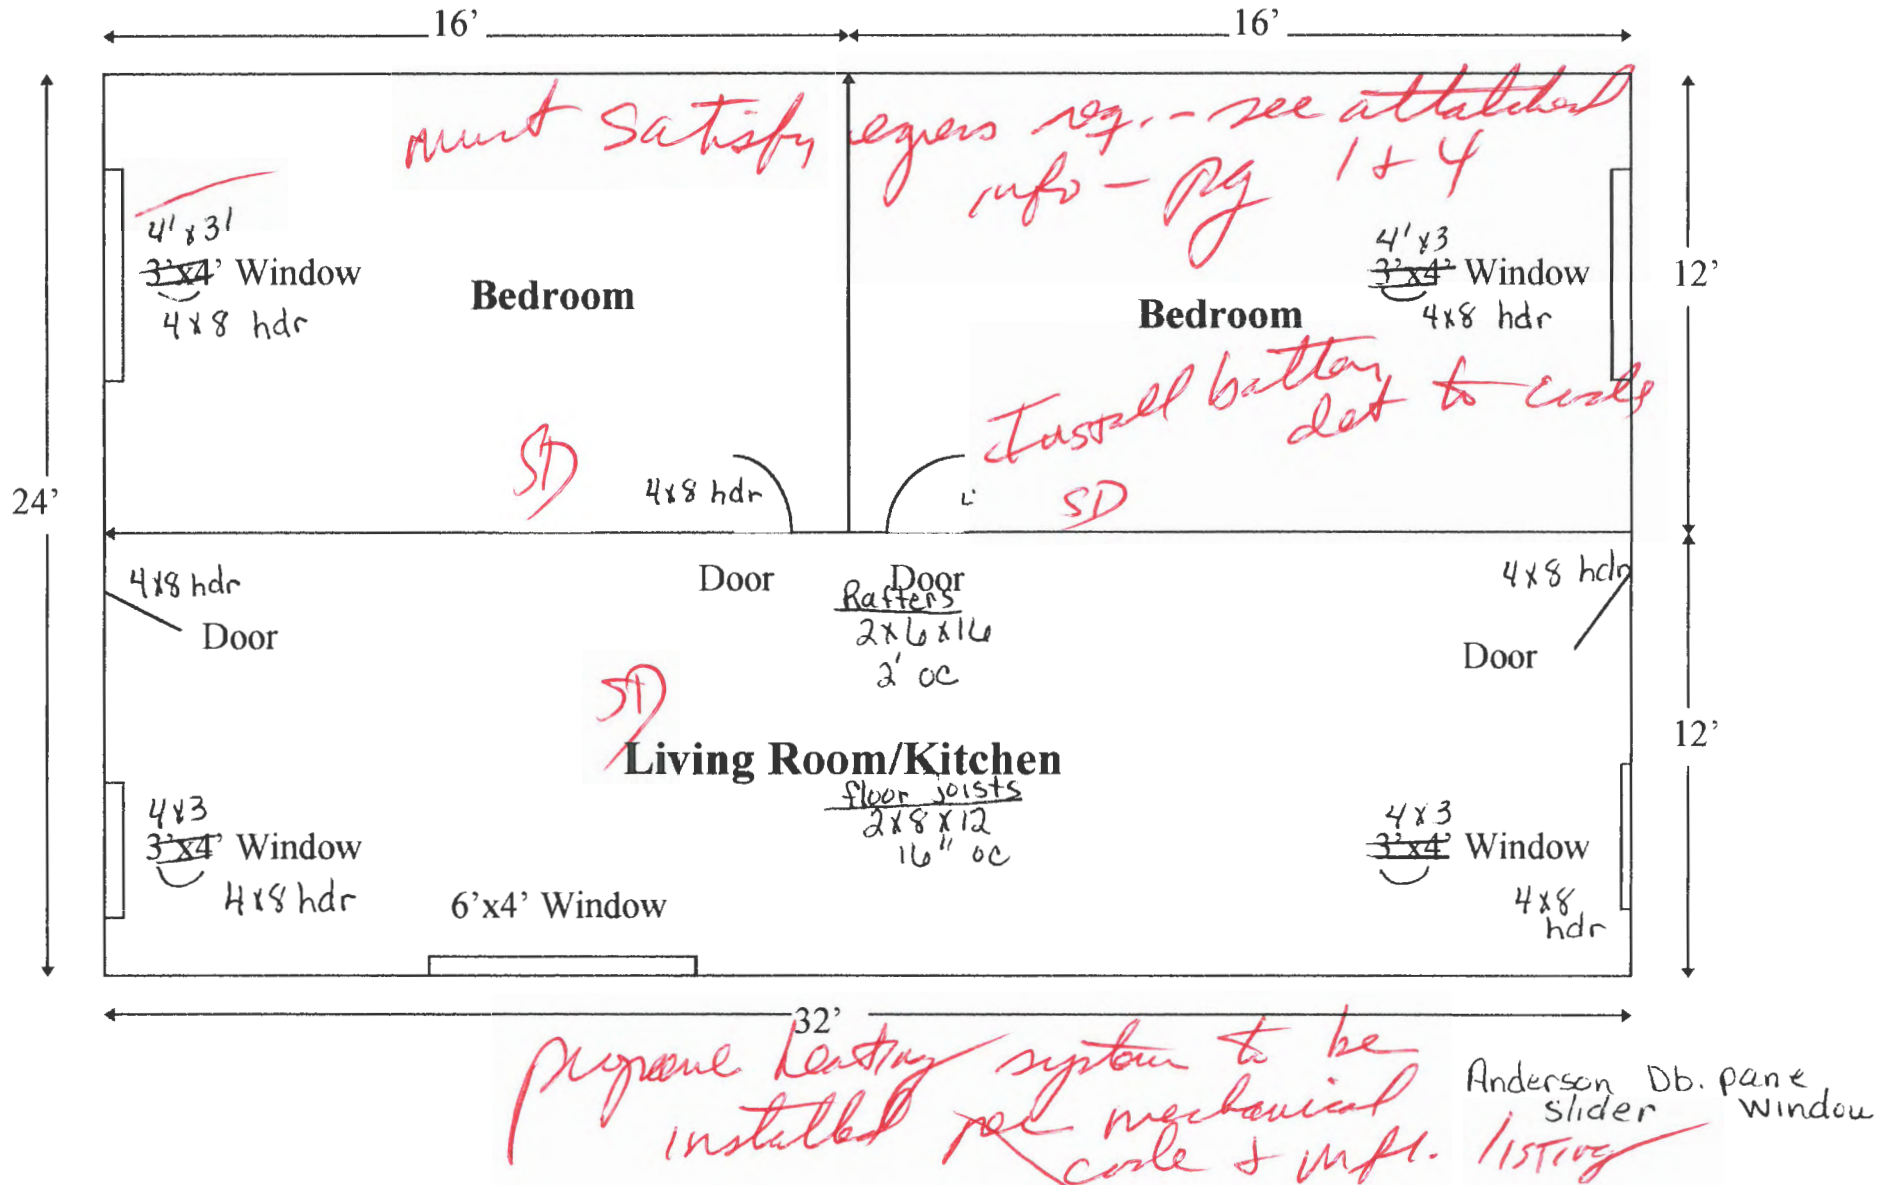 16’
16’
must satisfy egress req. - see attatched
info - pg 1 & 4
4' x 3'
3’x4’ Window
4x8 hdr
Bedroom
4' x3
3’x4’ Window
4x8 hdr
Bedroom
12’
Install battery
det to code
SD
4x8 hdr
SD
24’
4x8 hdr
Door
Door
Door
4x8 hdr
Door
Rafters
2x6x16
2' oc
SD
12’
Living Room/Kitchen
floor joists
2x8x12
16" oc
4x3
3’x4’ Window
4x8 hdr
6’x4’ Window
4x3
3’x4’ Window
4x8
hdr
32’
propane heating system to be
installed per mechanical
code & mfr. listing
Anderson Db. pane
slider window